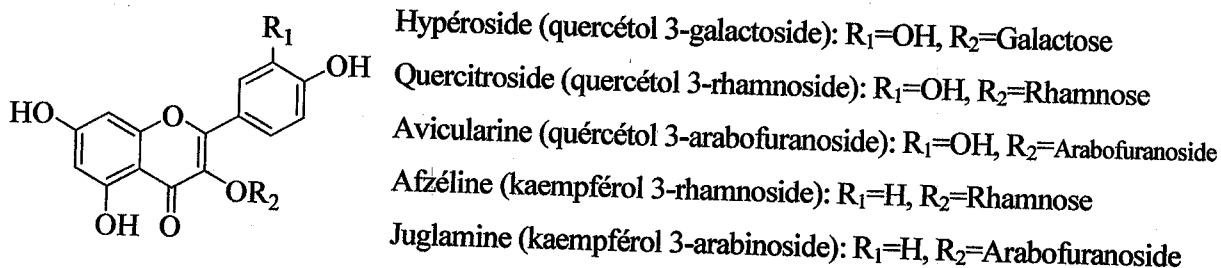 R₁
OH
HO
O
OR₂
OH
O
Hypéroside (quercétol 3-galactoside): R₁=OH, R₂=Galactose
Quercitroside (quercétol 3-rhamnoside): R₁=OH, R₂=Rhamnose
Avicularine (quércétol 3-arabofuranoside): R₁=OH, R₂=Arabofuranoside
Afzéline (kaempférol 3-rhamnoside): R₁=H, R₂=Rhamnose
Juglamine (kaempférol 3-arabinoside): R₁=H, R₂=Arabofuranoside